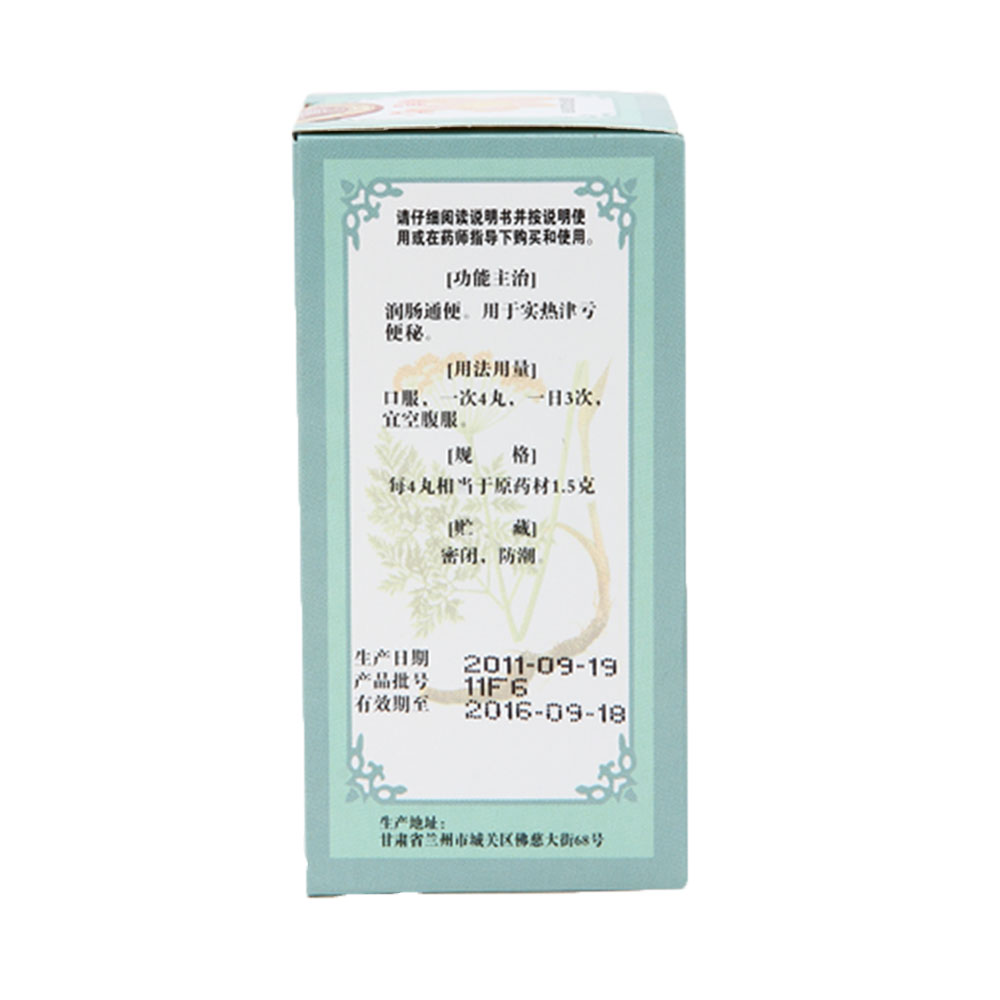 请仔细阅读说明书并按说明使
用或在药师指导下购买和使用。
[功能主治]
润肠通便。用于实热津亏
便秘。
[用法用量]
口服，一次4丸，一日3次，
宜空腹服。
[规 格]
每4丸相当于原药材1.5克
[贮 藏]
密闭，防潮。
生产日期 2011-09-19
产品批号 11F6
有效期至 2016-09-18
生产地址：
甘肃省兰州市城关区佛慈大街68号